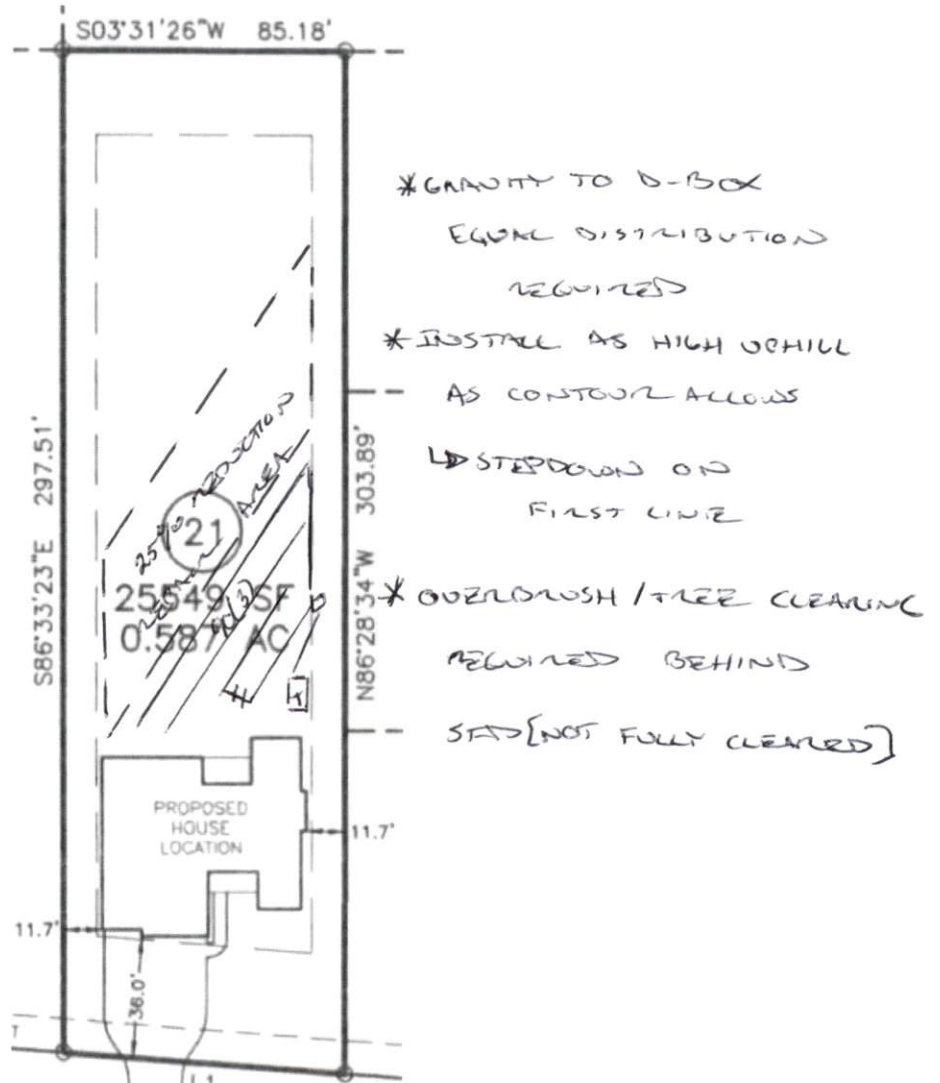 S03°31'26"W 85.18'
*GRAVITY TO D-BOX
EQUAL DISTRIBUTION
REQUIRED
*INSTALL AS HIGH UPHILL
AS CONTOUR ALLOWS
STEPDOWN ON
FIRST LINE
*OVERBRUSH/TREE CLEARING
REQUIRED BEHIND
[NOT FULLY CLEARED]
S86°33'23"E 297.51'
N86°28'34"W 303.89'
25% REDUCTION
AREA
21
25549 SF
0.587 AC
PROPOSED
HOUSE
LOCATION
11.7'
11.7'
36.0'
T
L1